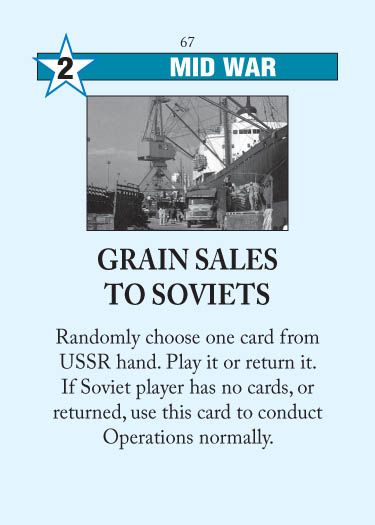 67
2
MID WAR
GRAIN SALES
TO SOVIETS
Randomly choose one card from
USSR hand. Play it or return it.
If Soviet player has no cards, or
returned, use this card to conduct
Operations normally.